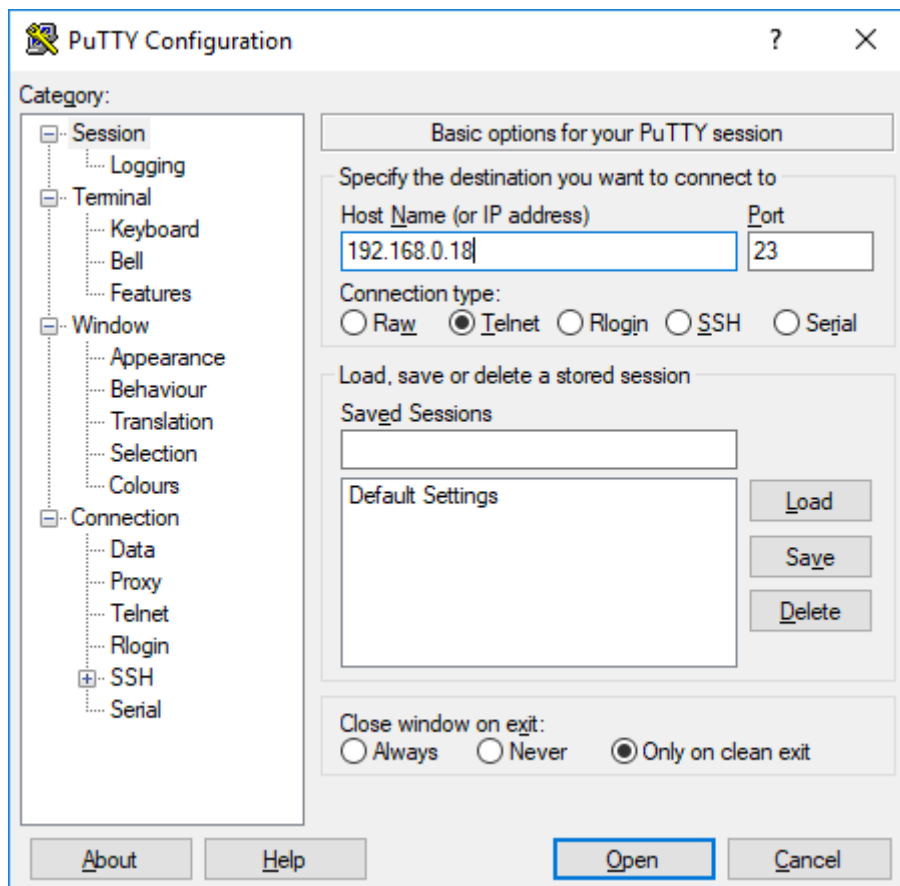 PuTTY Configuration ?
Category:
Session
Logging
Terminal
Keyboard
Bell
Features
Window
Appearance
Behaviour
Translation
Selection
Colours
Connection
Data
Proxy
Telnet
Rlogin
SSH
Serial
Basic options for your PuTTY session
Specify the destination you want to connect to
Host Name (or IP address) Port
192.168.0.18 23
Connection type:
Raw Telnet Rlogin SSH Serial
Load, save or delete a stored session
Saved Sessions
Default Settings
Load
Save
Delete
Close window on exit:
Always Never Only on clean exit
About Help Open Cancel